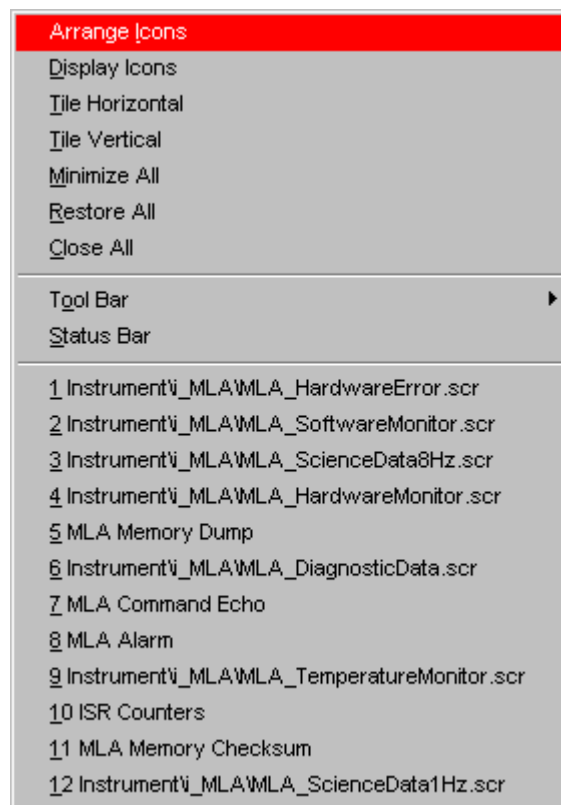 Arrange Icons
Display Icons
Tile Horizontal
Tile Vertical
Minimize All
Restore All
Close All
Tool Bar
Status Bar
1 Instrument\i_MLA\MLA_HardwareError.scr
2 Instrument\i_MLA\MLA_SoftwareMonitor.scr
3 Instrument\i_MLA\MLA_ScienceData8Hz.scr
4 Instrument\i_MLA\MLA_HardwareMonitor.scr
5 MLA Memory Dump
6 Instrument\i_MLA\MLA_DiagnosticData.scr
7 MLA Command Echo
8 MLA Alarm
9 Instrument\i_MLA\MLA_TemperatureMonitor.scr
10 ISR Counters
11 MLA Memory Checksum
12 Instrument\i_MLA\MLA_ScienceData1Hz.scr